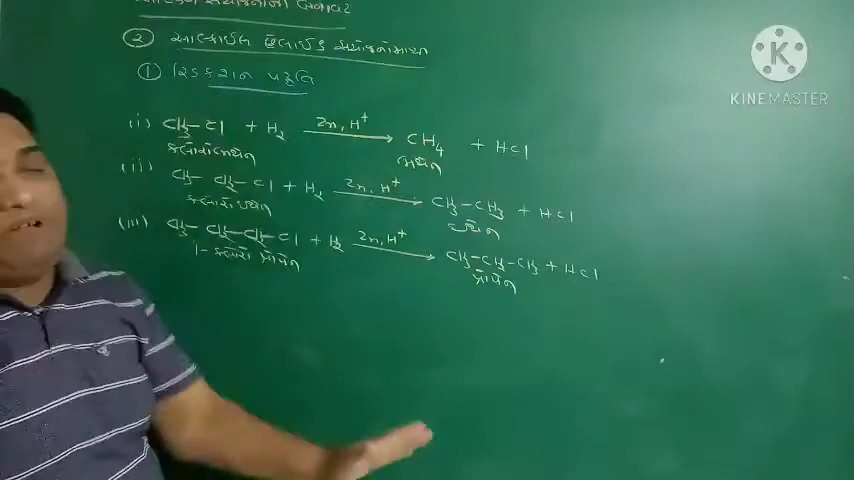 ② આલ્કાઈલ હેલાઈડ સંયોજનોમાંથી
① રિડક્શન પદ્ધતિ
(i) CH₃-Cl + H₂ Zn, H⁺ → CH₄ + HCl
ક્લોરોમિથેન મિથેન
(ii) CH₃-CH₂-Cl + H₂ Zn, H⁺ → CH₃-CH₃ + HCl
ક્લોરોઈથેન ઈથેન
(iii) CH₃-CH₂-CH₂-Cl + H₂ Zn, H⁺ → CH₃-CH₂-CH₃ + HCl
1-ક્લોરો પ્રોપેન પ્રોપેન
K
KINEMASTER